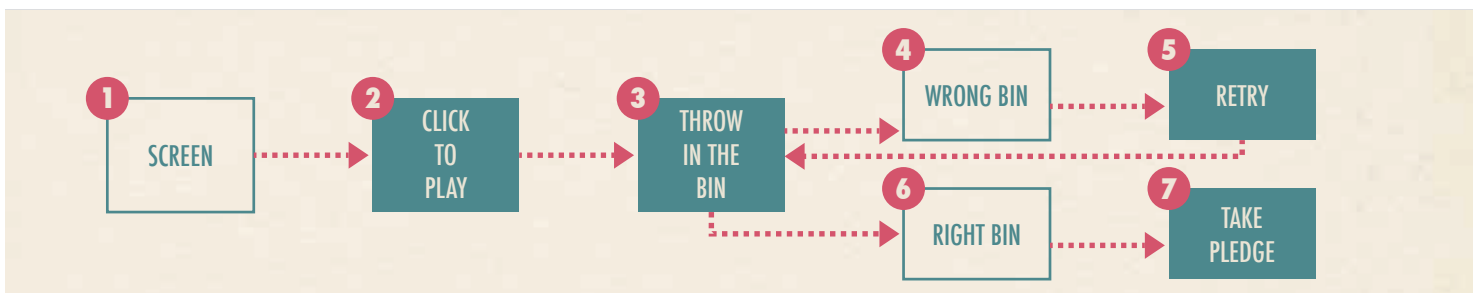 1
SCREEN
2
CLICK
TO
PLAY
3
THROW
IN THE
BIN
4
WRONG BIN
5
RETRY
6
RIGHT BIN
7
TAKE
PLEDGE